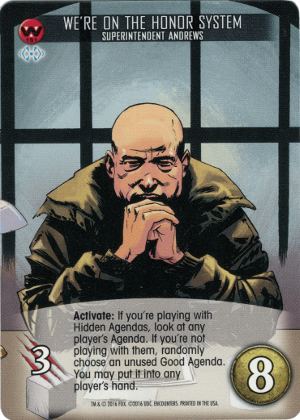 WE'RE ON THE HONOR SYSTEM
SUPERINTENDENT ANDREWS
Activate: If you're playing with
Hidden Agendas, look at any
player's Agenda. If you're not
playing with them, randomly
choose an unused Good Agenda.
You may put it into any
player's hand.
3
8
TM & © 2016 FOX. ©2016 UDC. ENCOUNTERS. PRINTED IN THE USA.